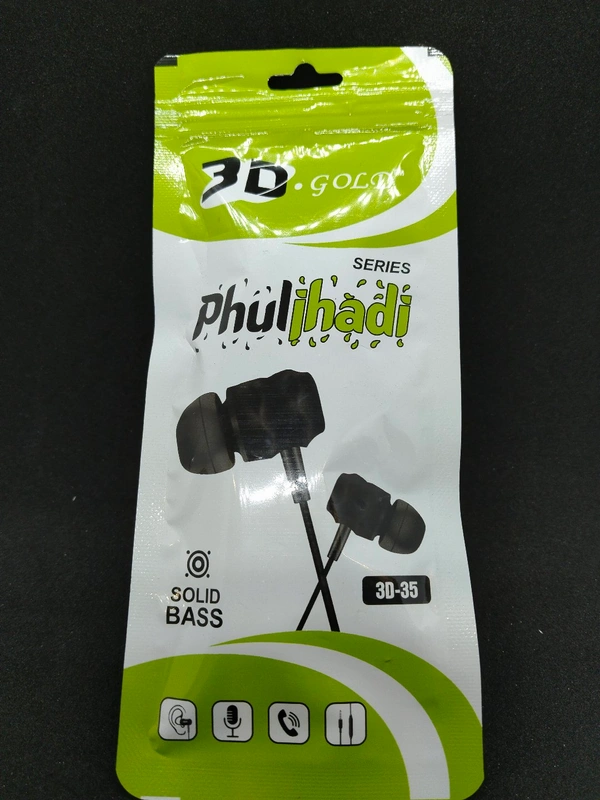 3D. GOLD
SERIES
Phuljhadi
SOLID
BASS
3D-35